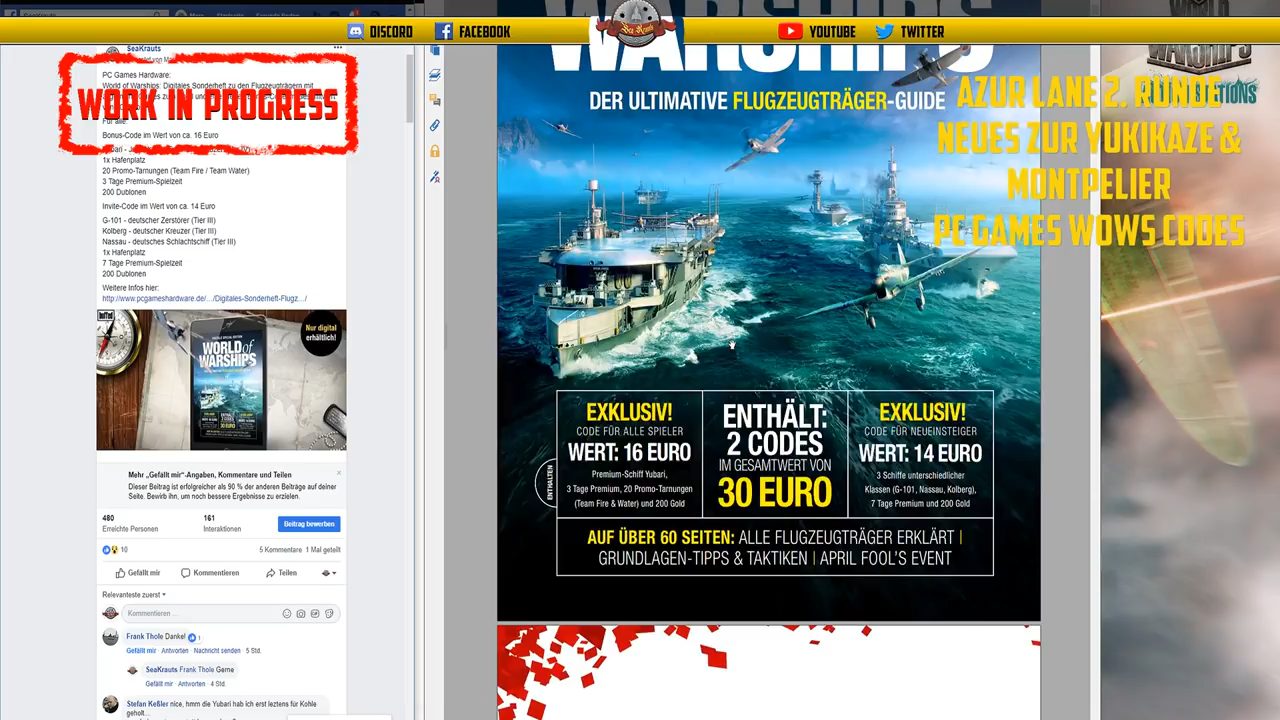 DISCORD
FACEBOOK
Sea Krauts
YOUTUBE
TWITTER
SeaKrauts
WORK IN PROGRESS
PC Games Hardware:
World of Warships: Digitales Sonderheft zu den Flugzeugträgern mit
Für alle
Bonus-Code im Wert von ca. 16 Euro
1x Hafenplatz
20 Promo-Tarnungen (Team Fire / Team Water)
3 Tage Premium-Spielzeit
200 Dublonen
Invite-Code im Wert von ca. 14 Euro
G-101 - deutscher Zerstörer (Tier III)
Kolberg - deutscher Kreuzer (Tier III)
Nassau - deutsches Schlachtschiff (Tier III)
1x Hafenplatz
7 Tage Premium-Spielzeit
200 Dublonen
Weitere Infos hier:
http://www.pcgameshardware.de/.../Digitales-Sonderheft-Flugz.../
Nur digital
erhältlich!
WORLD of
WARSHIPS
Mehr „Gefällt mir"-Angaben, Kommentare und Teilen
Dieser Beitrag ist erfolgreicher als 90 % der anderen Beiträge auf deiner
Seite. Bewirb ihn, um noch bessere Ergebnisse zu erzielen.
480
Erreichte Personen
161
Interaktionen
Beitrag bewerben
10
5 Kommentare 1 Mal geteilt
Gefällt mir
Kommentieren
Teilen
Relevanteste zuerst
Kommentieren ...
Frank Thole Danke!
1
Gefällt mir · Antworten · Nachricht senden · 5 Std.
SeaKrauts Frank Thole Gerne
Gefällt mir · Antworten · 4 Std.
Stefan Keßler nice, hmm die Yubari hab ich erst leztens für Kohle
geholt...
WARSHIPS
DER ULTIMATIVE FLUGZEUGTRÄGER-GUIDE
ENTHALTEN
EXKLUSIV!
CODE FÜR ALLE SPIELER
WERT: 16 EURO
Premium-Schiff Yubari,
3 Tage Premium, 20 Promo-Tarnungen
(Team Fire & Water) und 200 Gold
ENTHÄLT:
2 CODES
IM GESAMTWERT VON
30 EURO
EXKLUSIV!
CODE FÜR NEUEINSTEIGER
WERT: 14 EURO
3 Schiffe unterschiedlicher
Klassen (G-101, Nassau, Kolberg),
7 Tage Premium und 200 Gold
AUF ÜBER 60 SEITEN: ALLE FLUGZEUGTRÄGER ERKLÄRT |
GRUNDLAGEN-TIPPS & TAKTIKEN | APRIL FOOL'S EVENT
WARSHIPS
AZUR LANE 2. RUNDE
NEUES ZUR YUKIKAZE &
MONTPELIER
PC GAMES WOWS CODES